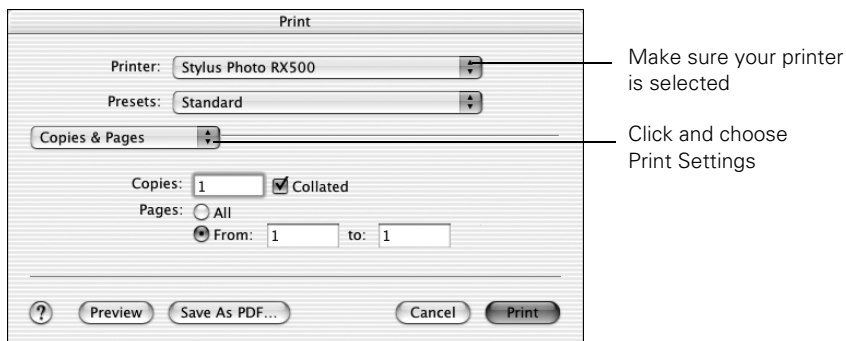 Print
Printer: Stylus Photo RX500
Make sure your printer
is selected
Presets: Standard
Copies & Pages
Click and choose
Print Settings
Copies: 1 Collated
Pages: All
From: 1 to: 1
? Preview Save As PDF... Cancel Print